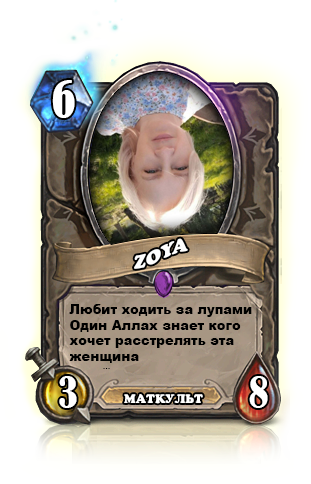 6
ZOYA
Любит ходить за лупами
Один Аллах знает кого
хочет расстрелять эта
женщина
3
МАТКУЛЬТ
8